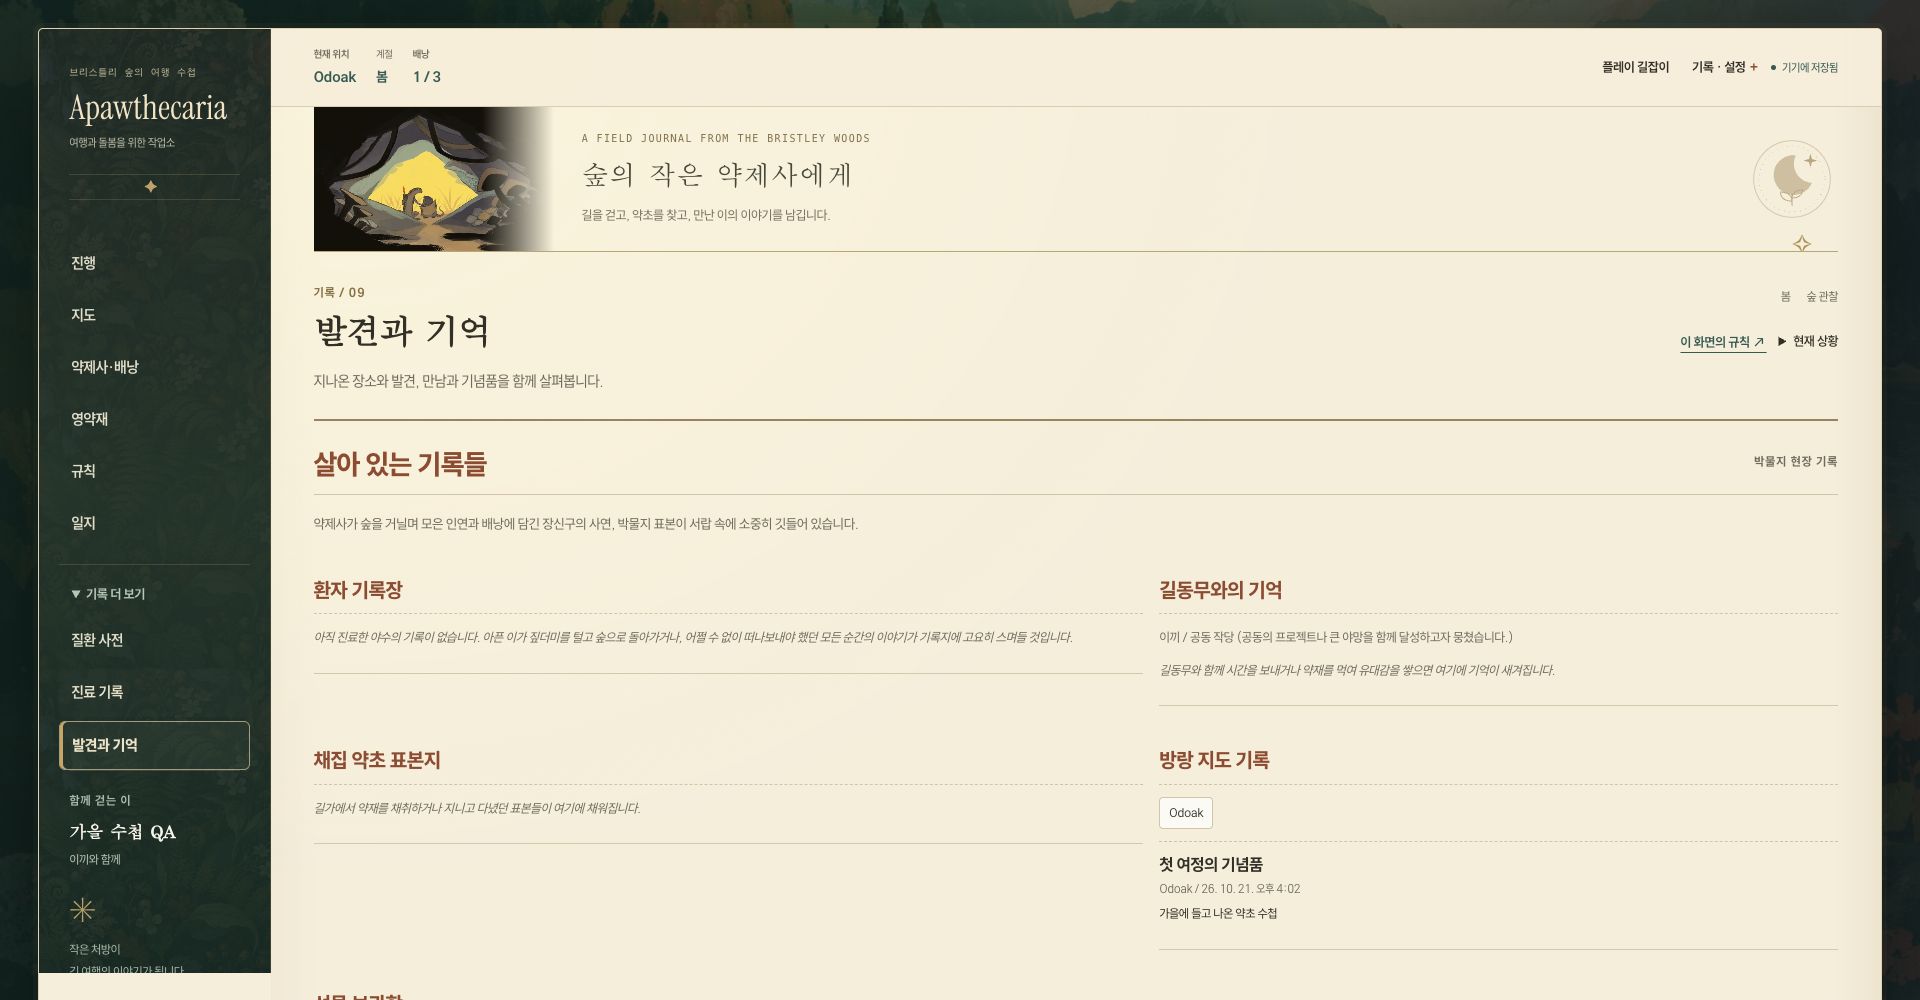 브리스틀리 숲의 여행 수첩
Apawthecaria
여행과 돌봄을 위한 작업소
진행
지도
약제사·배낭
영약재
규칙
일지
▼ 기록 더 보기
질환 사전
진료 기록
발견과 기억
함께 걷는 이
가을 수첩 QA
이끼와 함께
작은 처방이
긴 여행의 이야기가 됩니다
현재 위치 계절 배낭
Odoak 봄 1 / 3
플레이 길잡이 기록 · 설정 + 기기에 저장됨
A FIELD JOURNAL FROM THE BRISTLEY WOODS
숲의 작은 약제사에게
길을 걷고, 약초를 찾고, 만난 이의 이야기를 남깁니다.
기록 / 09
발견과 기억
지나온 장소와 발견, 만남과 기념품을 함께 살펴봅니다.
봄 숲 관찰
이 화면의 규칙 ↗ ▶ 현재 상황
살아 있는 기록들
박물지 현장 기록
약제사가 숲을 거닐며 모은 인연과 배낭에 담긴 장신구의 사연, 박물지 표본이 서랍 속에 소중히 깃들어 있습니다.
환자 기록장
아직 진료한 야수의 기록이 없습니다. 아픈 이가 짚더미를 털고 숲으로 돌아가거나, 어쩔 수 없이 떠나보내야 했던 모든 순간의 이야기가 기록지에 고요히 스며들 것입니다.
길동무와의 기억
이끼 / 공동 작당 (공동의 프로젝트나 큰 야망을 함께 달성하고자 뭉쳤습니다.)
길동무와 함께 시간을 보내거나 약재를 먹여 유대감을 쌓으면 여기에 기억이 새겨집니다.
채집 약초 표본지
길가에서 약재를 채취하거나 지니고 다녔던 표본들이 여기에 채워집니다.
방랑 지도 기록
Odoak
첫 여정의 기념품
Odoak / 26. 10. 21. 오후 4:02
가을에 들고 나온 약초 수첩